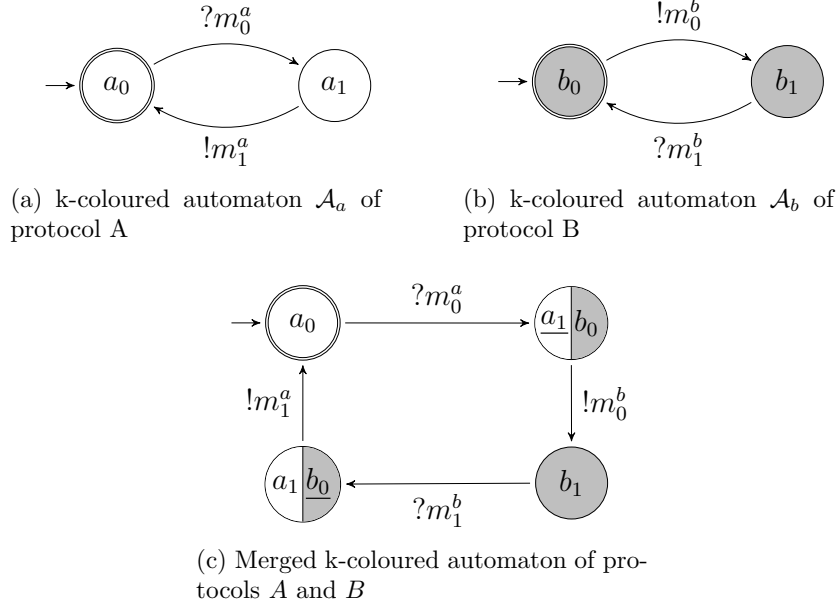 ?m_0^a
a_0
a_1
!m_1^a
(a) k-coloured automaton 𝒜_a of
protocol A
!m_0^b
b_0
b_1
?m_1^b
(b) k-coloured automaton 𝒜_b of
protocol B
a_0
?m_0^a
a_1 b_0
!m_1^a
!m_0^b
a_1 b_0
?m_1^b
b_1
(c) Merged k-coloured automaton of pro-
tocols A and B